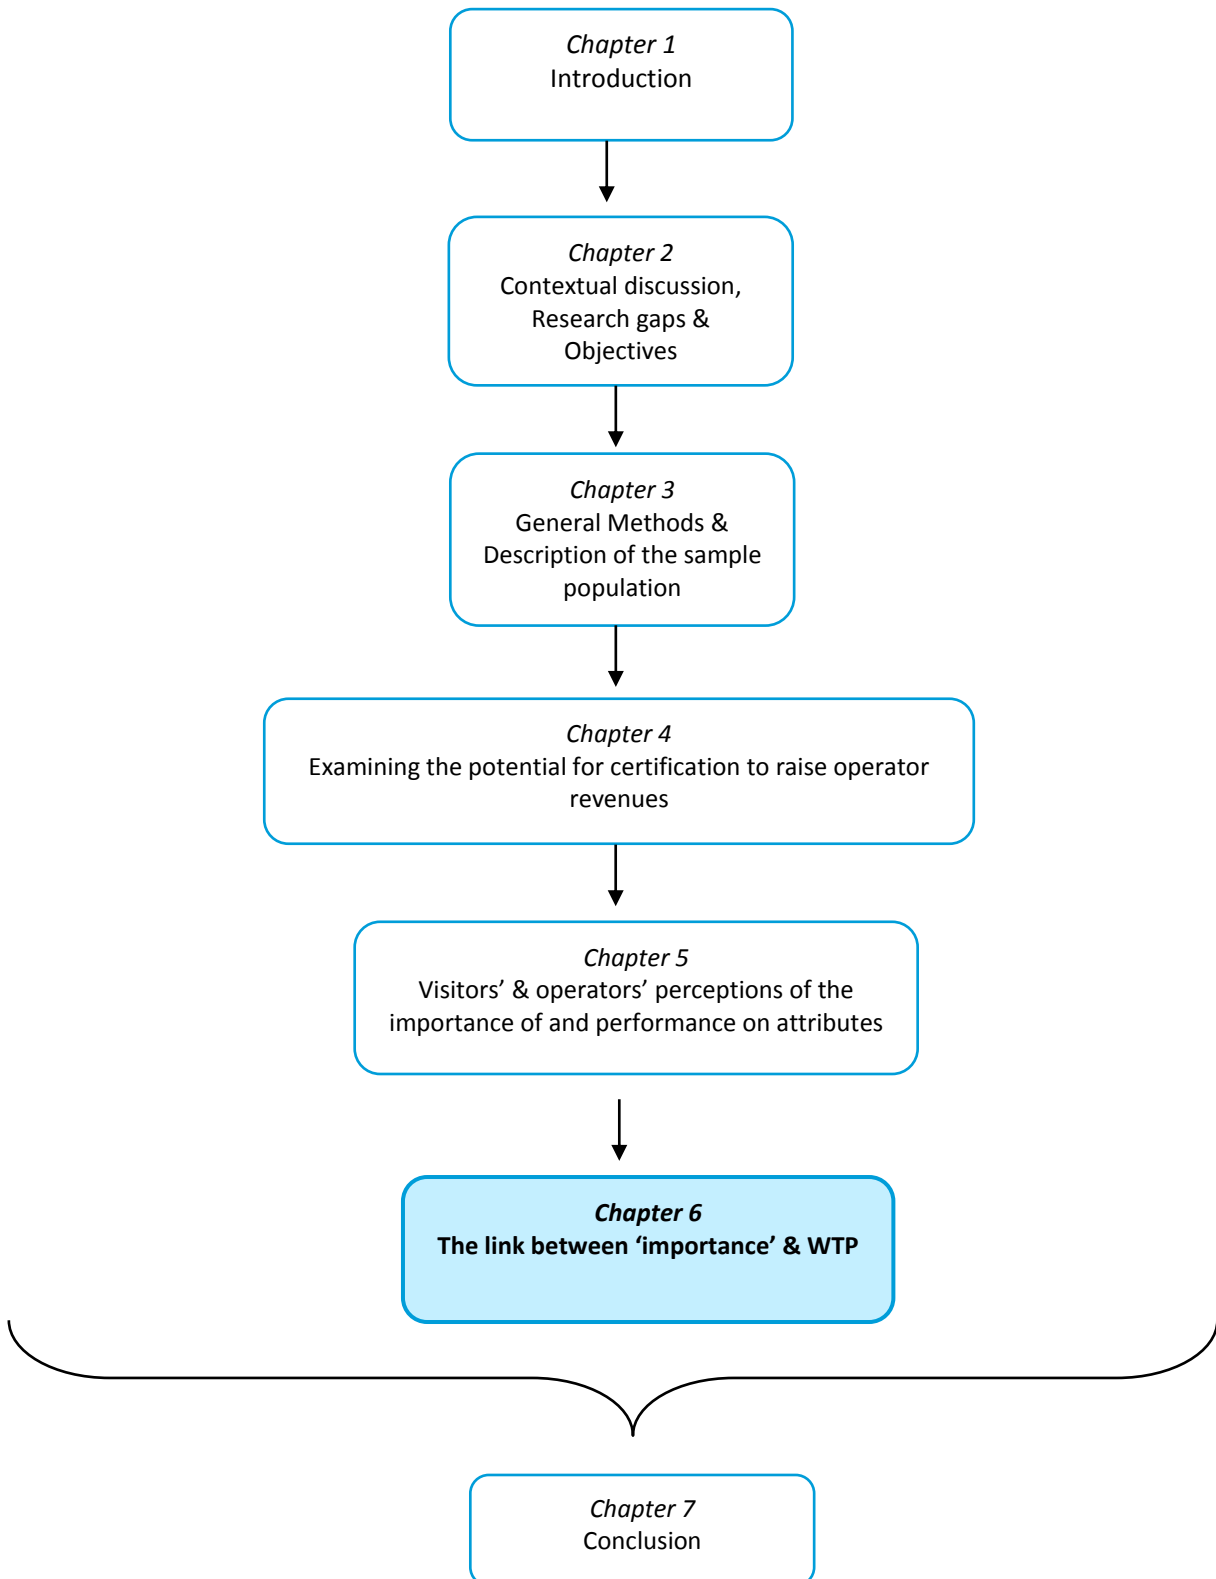 Chapter 1
Introduction
Chapter 2
Contextual discussion,
Research gaps &
Objectives
Chapter 3
General Methods &
Description of the sample
population
Chapter 4
Examining the potential for certification to raise operator
revenues
Chapter 5
Visitors’ & operators’ perceptions of the
importance of and performance on attributes
Chapter 6
The link between ‘importance’ & WTP
Chapter 7
Conclusion